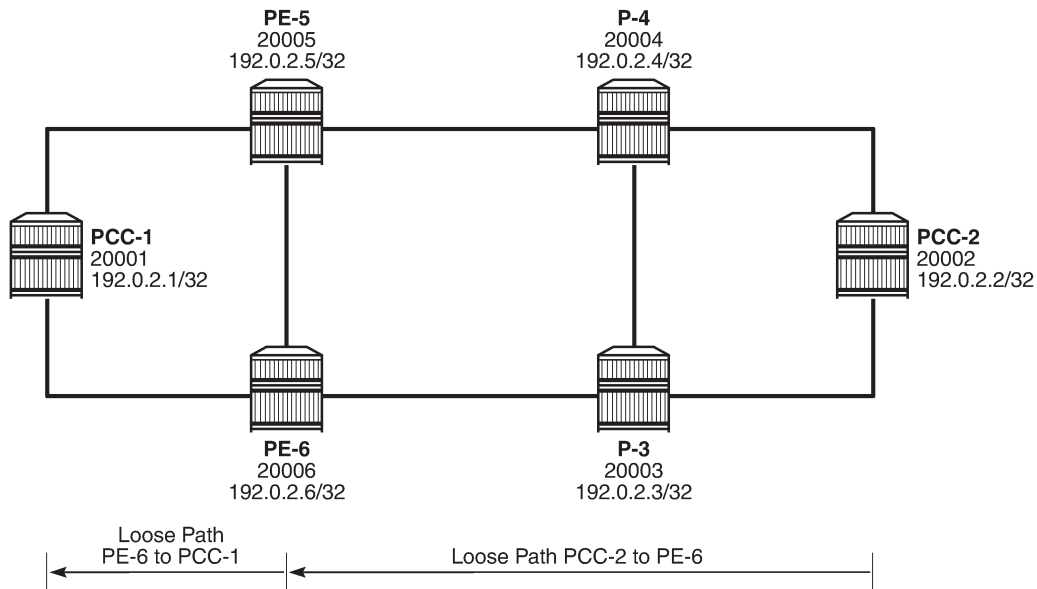 PE-5
20005
192.0.2.5/32
P-4
20004
192.0.2.4/32
PCC-1
20001
192.0.2.1/32
PCC-2
20002
192.0.2.2/32
PE-6
20006
192.0.2.6/32
P-3
20003
192.0.2.3/32
Loose Path
PE-6 to PCC-1
Loose Path PCC-2 to PE-6